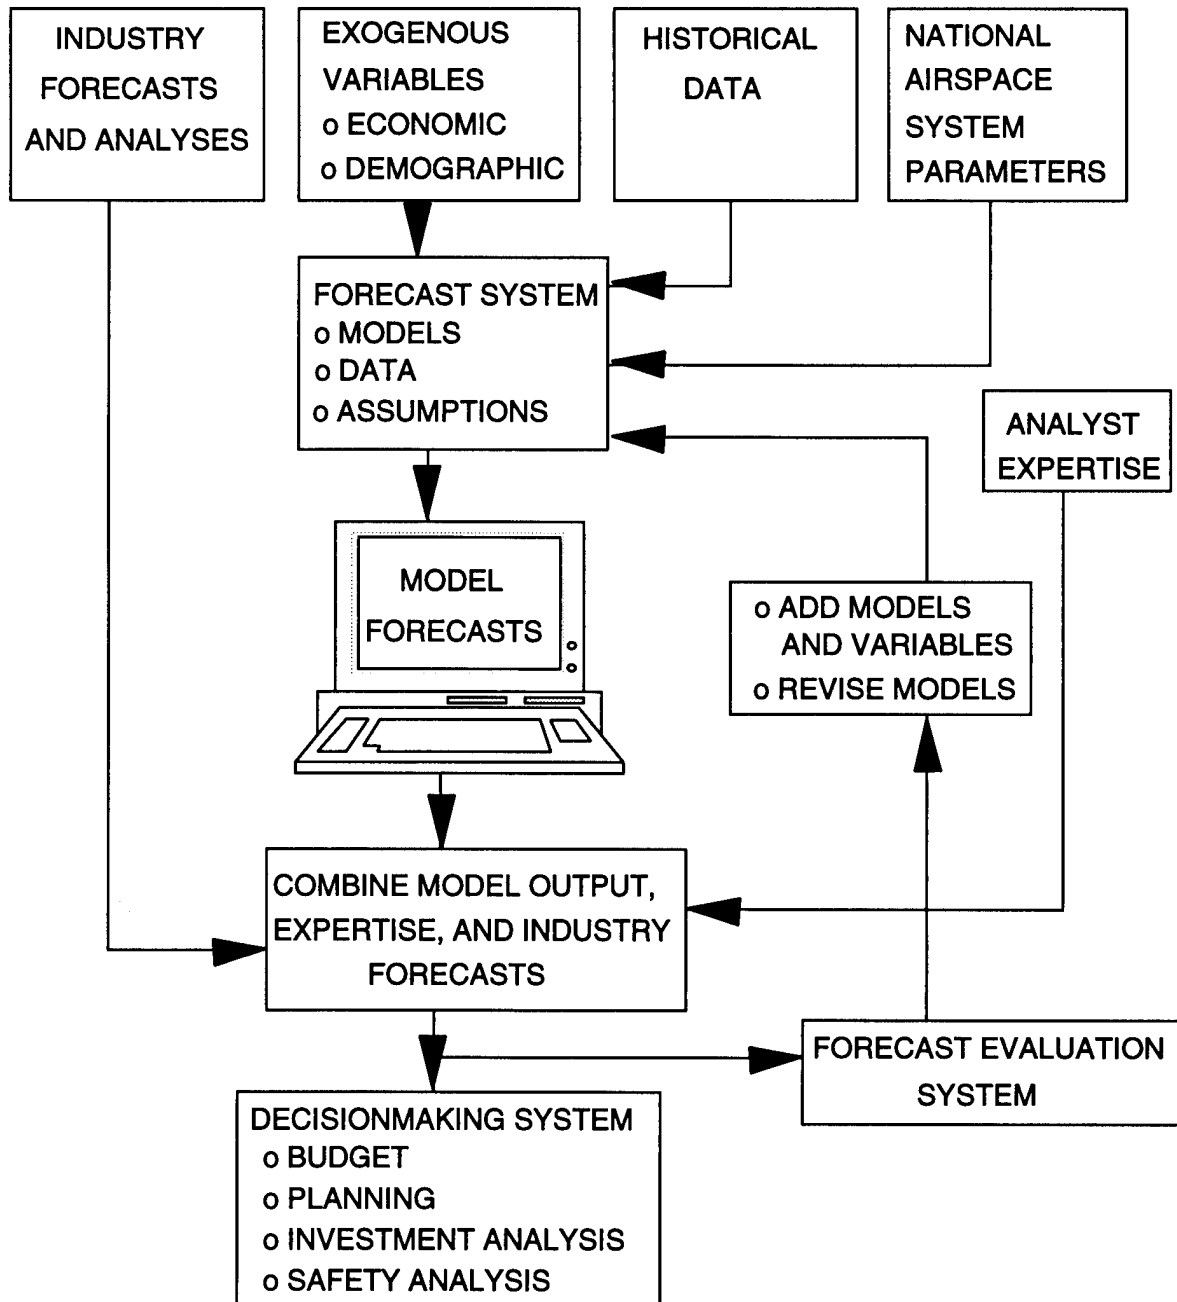 INDUSTRY
FORECASTS
AND ANALYSES
EXOGENOUS
VARIABLES
o ECONOMIC
o DEMOGRAPHIC
HISTORICAL
DATA
NATIONAL
AIRSPACE
SYSTEM
PARAMETERS
FORECAST SYSTEM
o MODELS
o DATA
o ASSUMPTIONS
ANALYST
EXPERTISE
MODEL
FORECASTS
o ADD MODELS
AND VARIABLES
o REVISE MODELS
COMBINE MODEL OUTPUT,
EXPERTISE, AND INDUSTRY
FORECASTS
FORECAST EVALUATION
SYSTEM
DECISIONMAKING SYSTEM
o BUDGET
o PLANNING
o INVESTMENT ANALYSIS
o SAFETY ANALYSIS